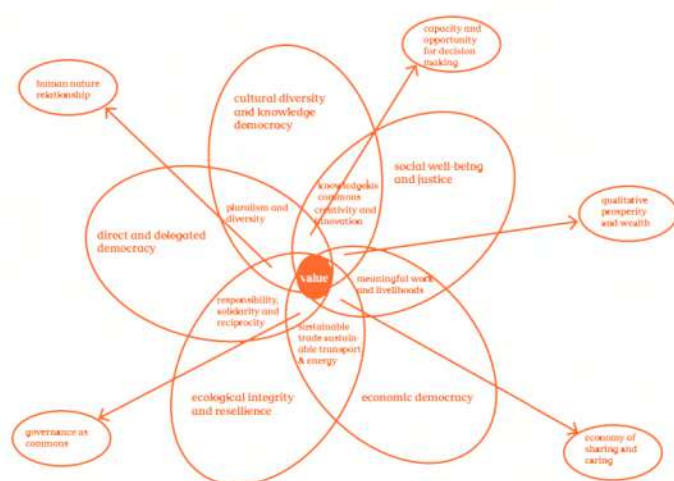 capacity and
opportunity
for decision
making
human nature
relationship
cultural diversity
and knowledge
democracy
social well-being
and justice
knowledge as
commons
creativity and
innovation
pluralism and
diversity
qualitative
prosperity
and wealth
direct and delegated
democracy
value
meaningful work
and livelihoods
responsibility,
solidarity and
reciprocity
sustainable
trade sustain-
able transport
& energy
ecological integrity
and resellience
economic democracy
governance as
commons
economy of
sharing and
caring